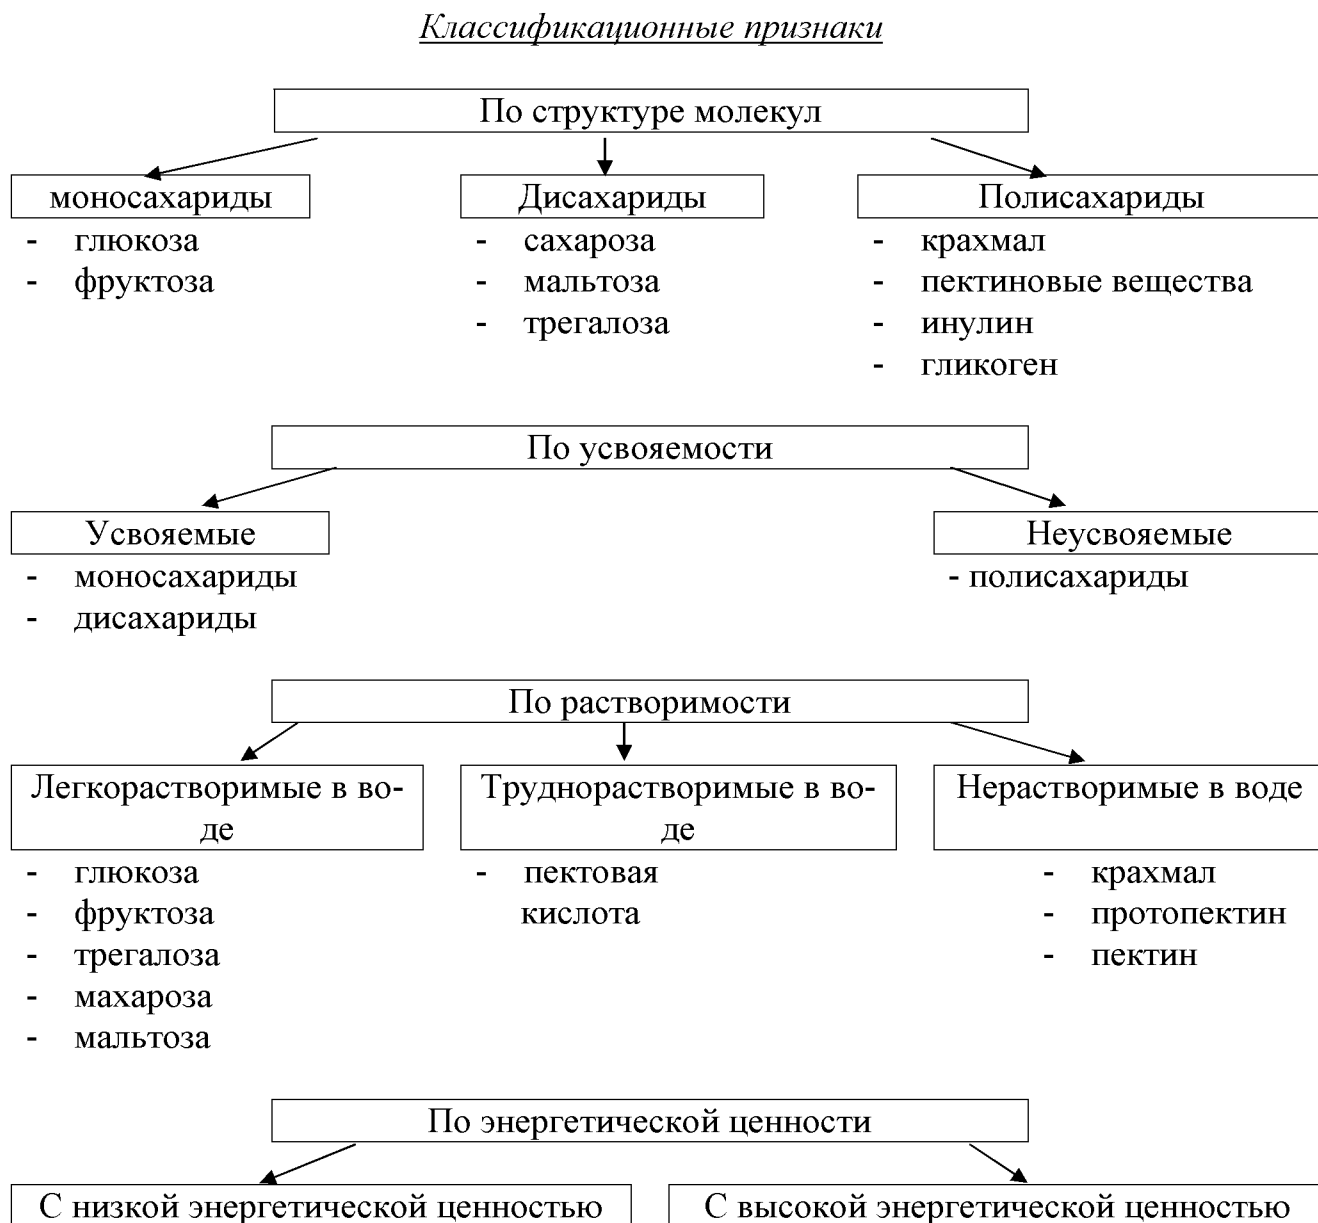 Классификационные признаки
По структуре молекул
моносахариды
Дисахариды
Полисахариды
- глюкоза
- фруктоза
- сахароза
- мальтоза
- трегалоза
- крахмал
- пектиновые вещества
- инулин
- гликоген
По усвояемости
Усвояемые
Неусвояемые
- моносахариды
- дисахариды
- полисахариды
По растворимости
Легкорастворимые в во-
де
Труднорастворимые в во-
де
Нерастворимые в воде
- глюкоза
- фруктоза
- трегалоза
- махароза
- мальтоза
- пектовая
кислота
- крахмал
- протопектин
- пектин
По энергетической ценности
С низкой энергетической ценностью
С высокой энергетической ценностью